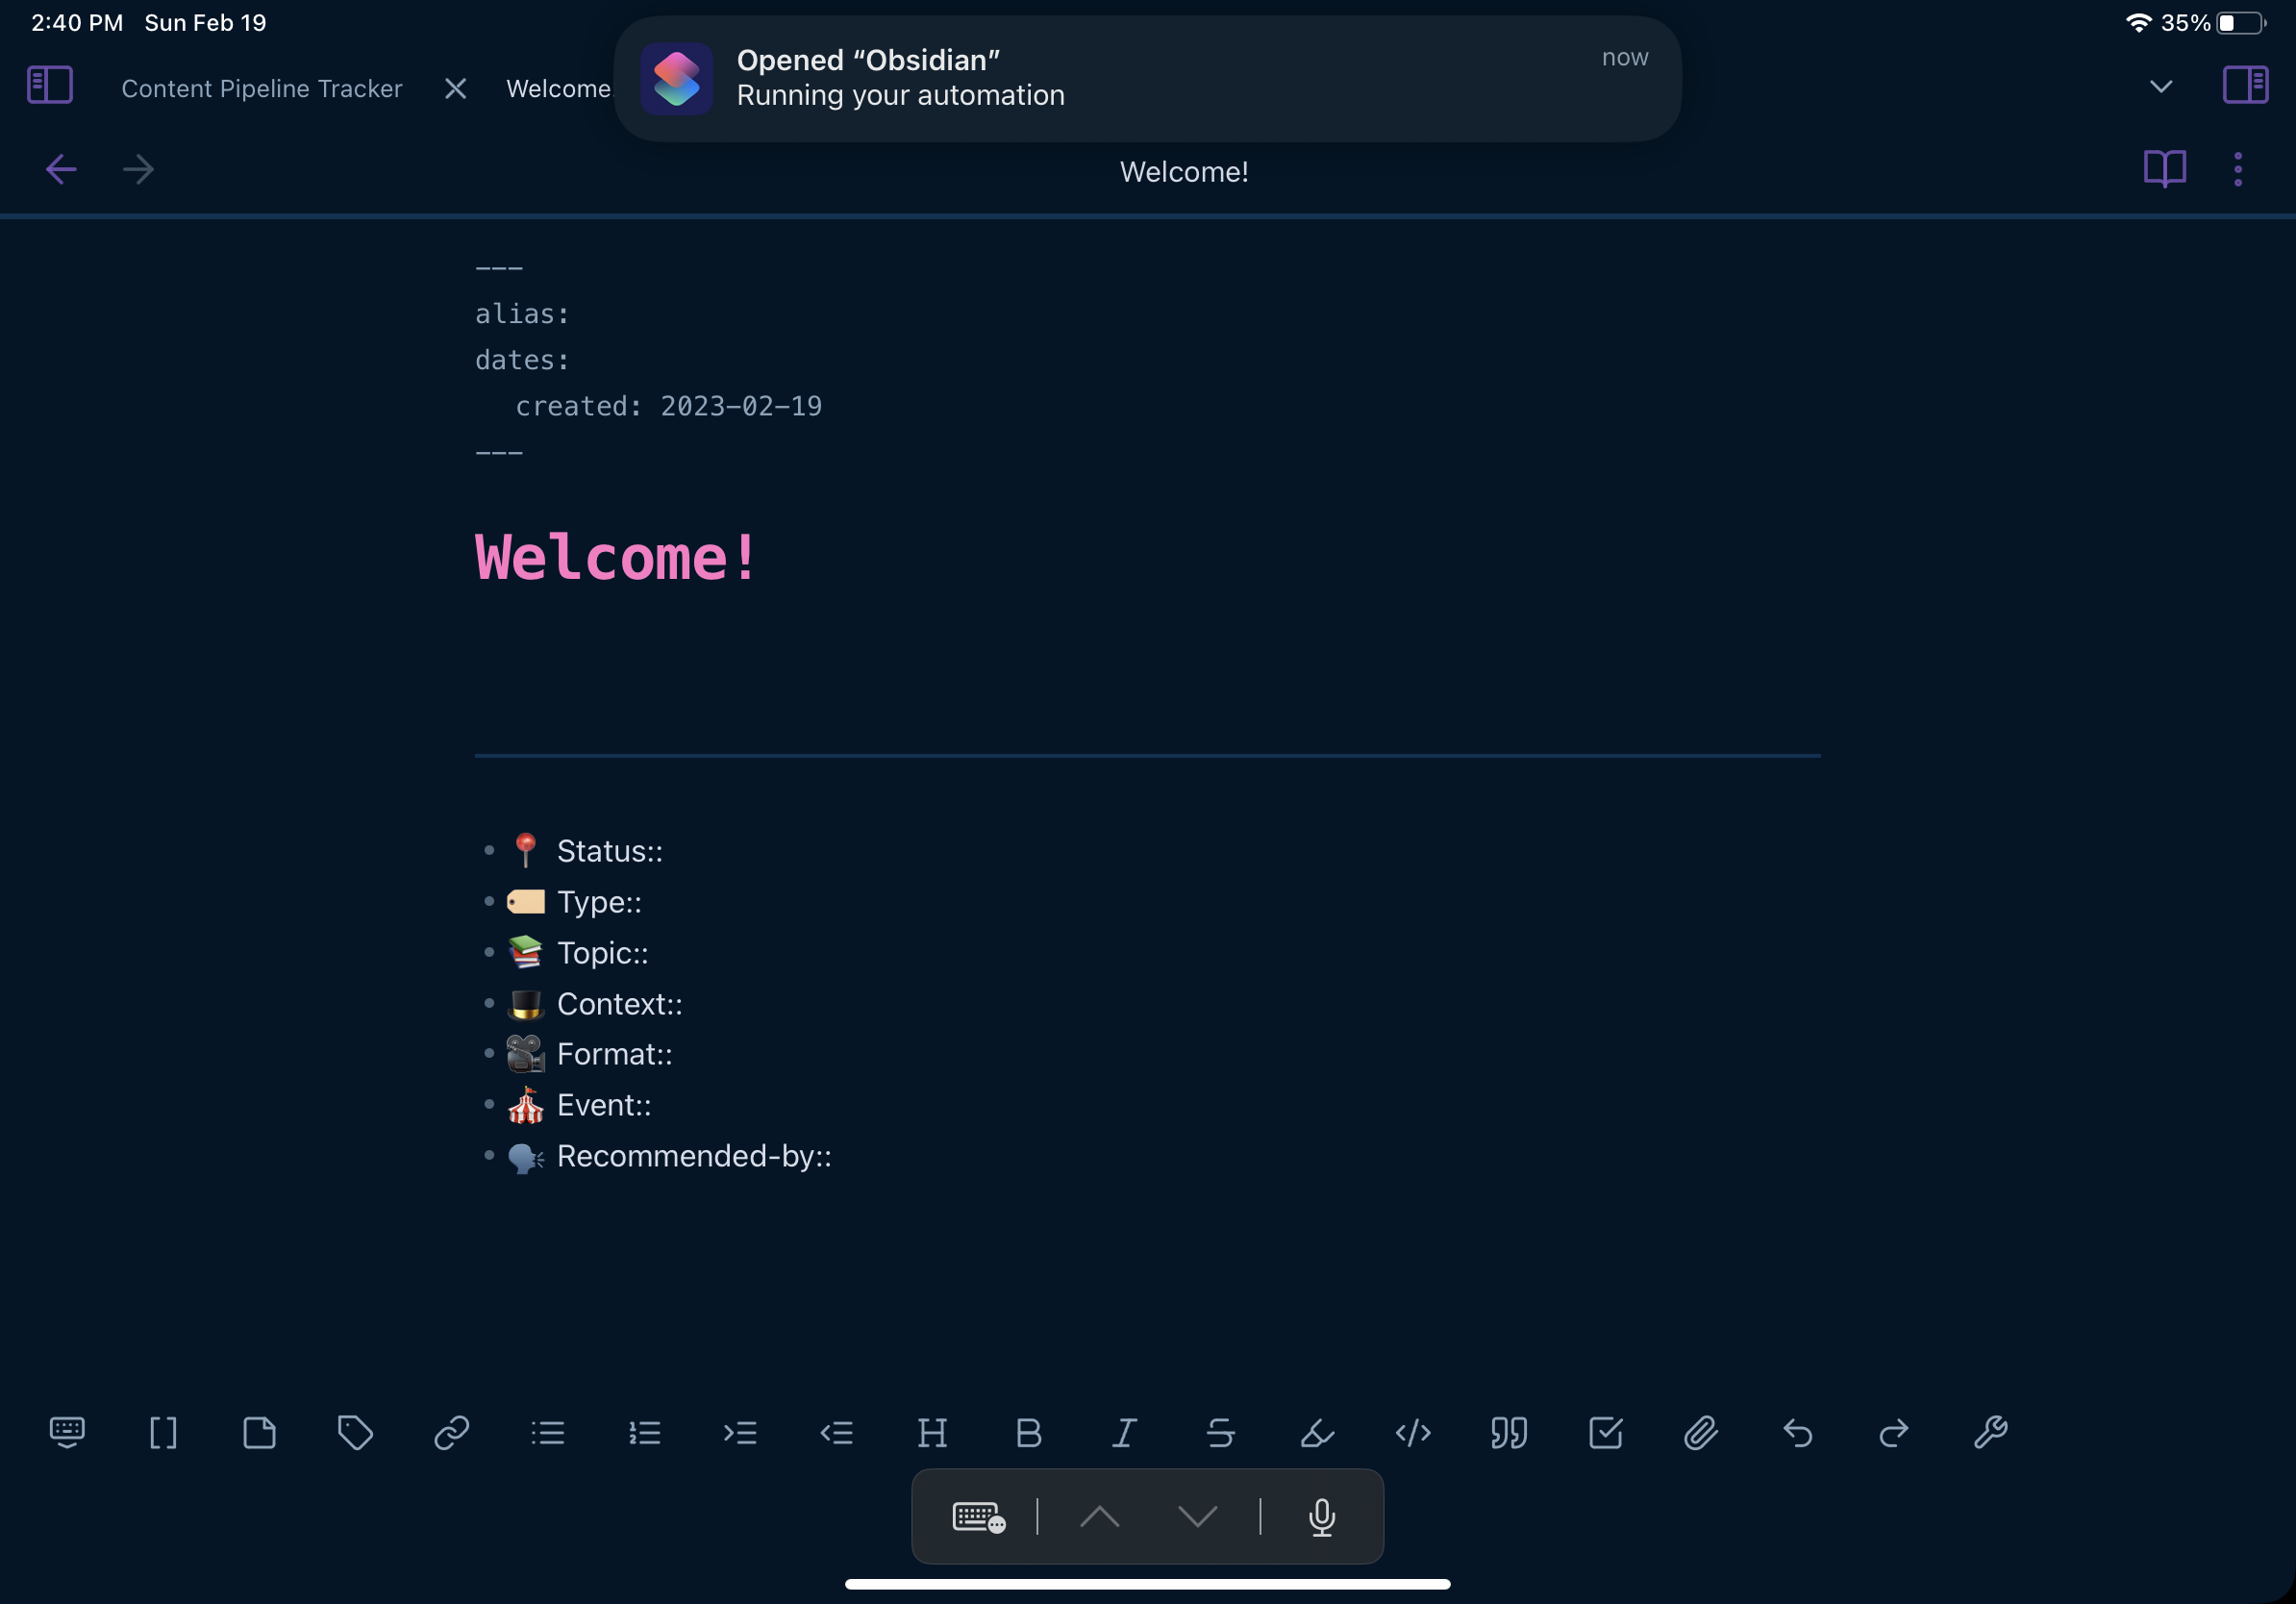 2:40 PM Sun Feb 19
35%
Opened “Obsidian”
now
Running your automation
Content Pipeline Tracker
Welcome
Welcome!
---
alias:
dates:
created: 2023-02-19
---
Welcome!
Status::
Type::
Topic::
Context::
Format::
Event::
Recommended-by::